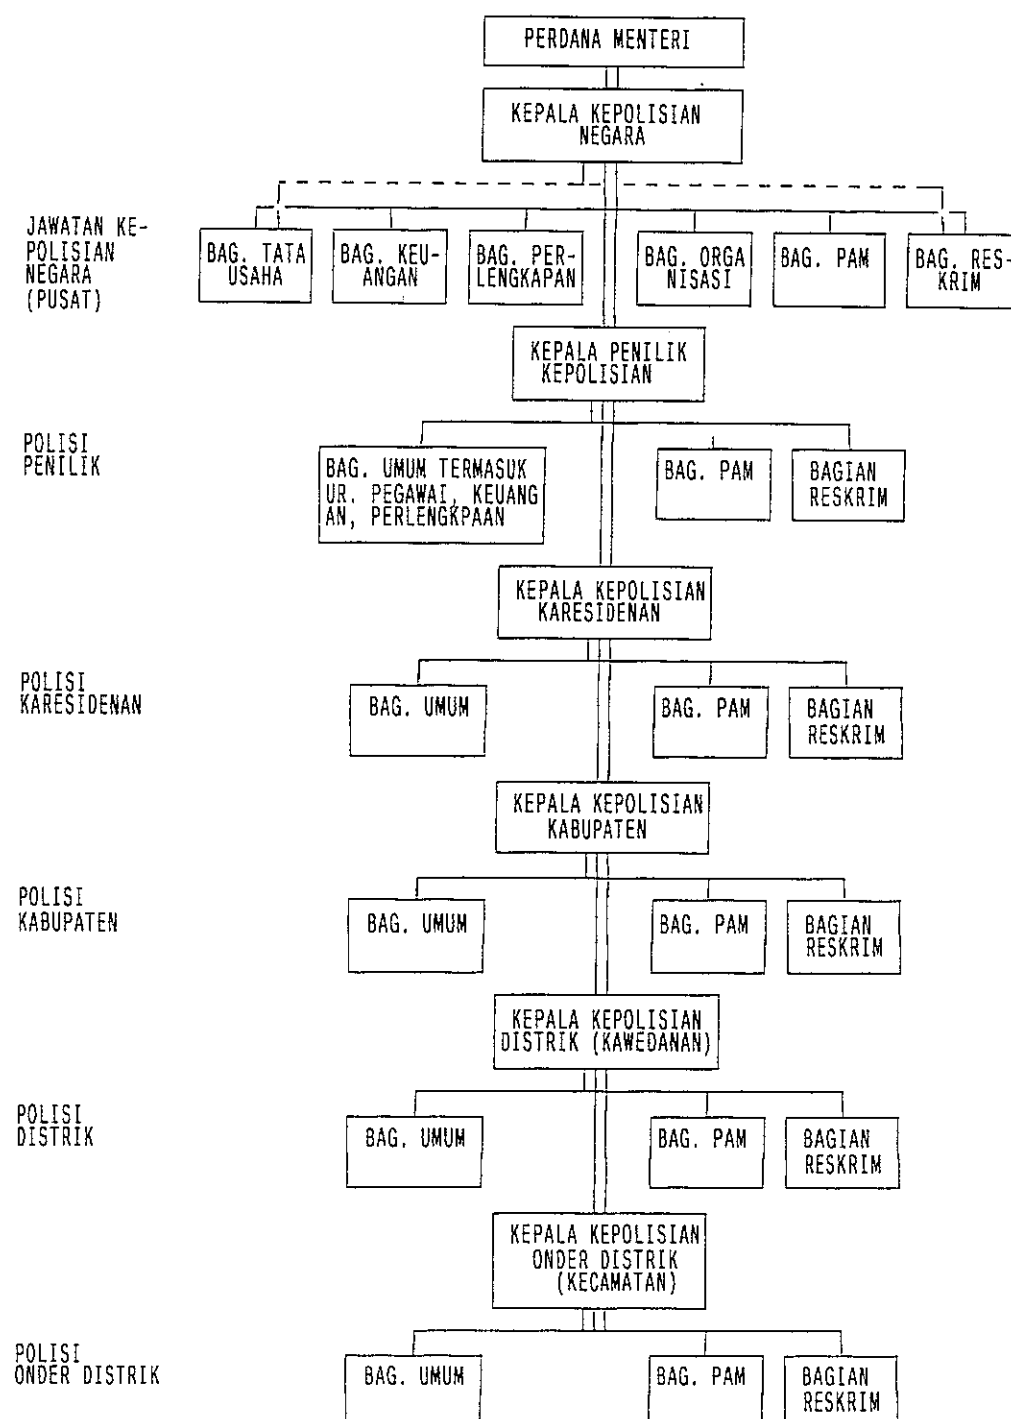 PERDANA MENTERI
KEPALA KEPOLISIAN
NEGARA
JAWATAN KE-
POLISIAN
NEGARA
(PUSAT)
BAG. TATA
USAHA
BAG. KEU-
ANGAN
BAG. PER-
LENGKAPAN
BAG. ORGA
NISASI
BAG. PAM
BAG. RES-
KRIM
KEPALA PENILIK
KEPOLISIAN
POLISI
PENILIK
BAG. UMUM TERMASUK
UR. PEGAWAI, KEUANG
AN, PERLENGKPAAN
BAG. PAM
BAGIAN
RESKRIM
KEPALA KEPOLISIAN
KARESIDENAN
POLISI
KARESIDENAN
BAG. UMUM
BAG. PAM
BAGIAN
RESKRIM
KEPALA KEPOLISIAN
KABUPATEN
POLISI
KABUPATEN
BAG. UMUM
BAG. PAM
BAGIAN
RESKRIM
KEPALA KEPOLISIAN
DISTRIK (KAWEDANAN)
POLISI
DISTRIK
BAG. UMUM
BAG. PAM
BAGIAN
RESKRIM
KEPALA KEPOLISIAN
ONDER DISTRIK
(KECAMATAN)
POLISI
ONDER DISTRIK
BAG. UMUM
BAG. PAM
BAGIAN
RESKRIM